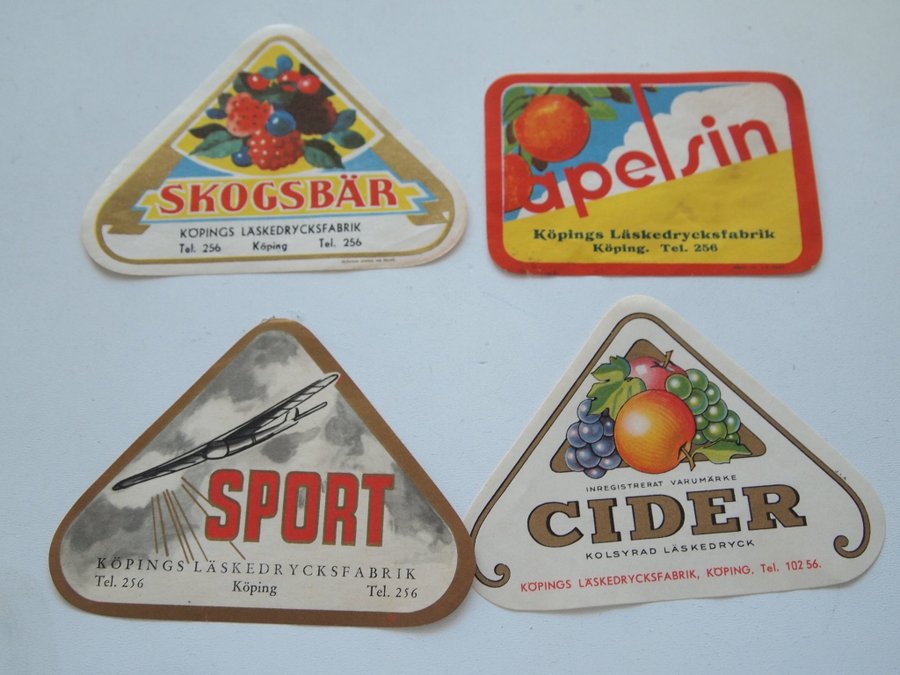 SKOGSBÄR
KÖPINGS LÄSKEDRYCKSFABRIK
Tel. 256 Köping Tel. 256
apelsin
Köpings Läskedrycksfabrik
Köping. Tel. 256
SPORT
KÖPINGS LÄSKEDRYCKSFABRIK
Tel. 256 Köping Tel. 256
INREGISTRERAT VARUMÄRKE
CIDER
KOLSYRAD LÄSKEDRYCK
KÖPINGS LÄSKEDRYCKSFABRIK, KÖPING. Tel. 102 56.